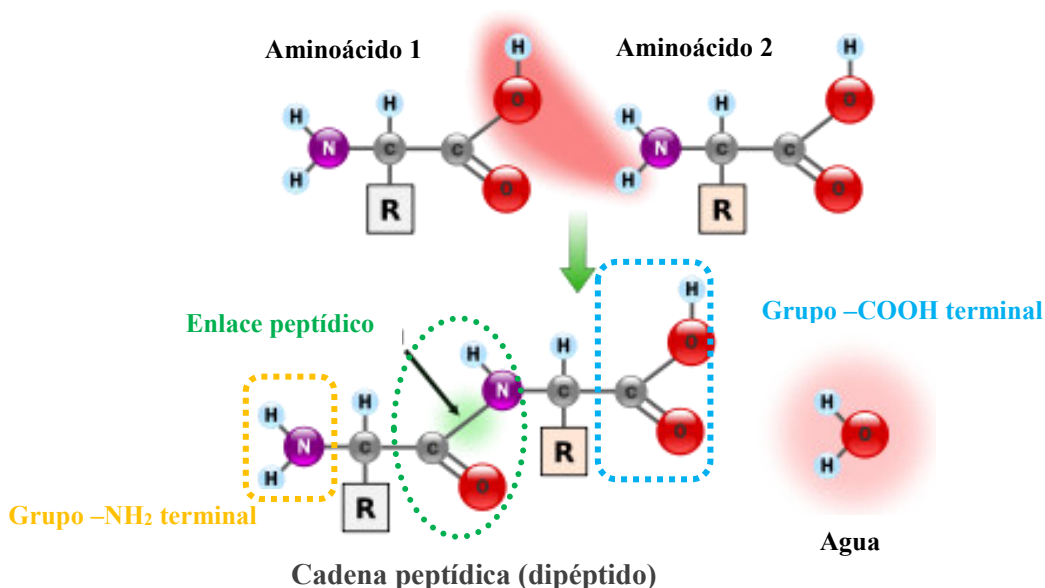 Aminoácido 1
Aminoácido 2
H
H
H
H
O
H
H
O
N
C
C
N
C
C
H
O
H
O
R
R
Enlace peptídico
Grupo –COOH terminal
H
H
H
O
H
H
N
C
C
H
O
N
C
C
O
H
H
R
O
R
Grupo –NH₂ terminal
Agua
Cadena peptídica (dipéptido)